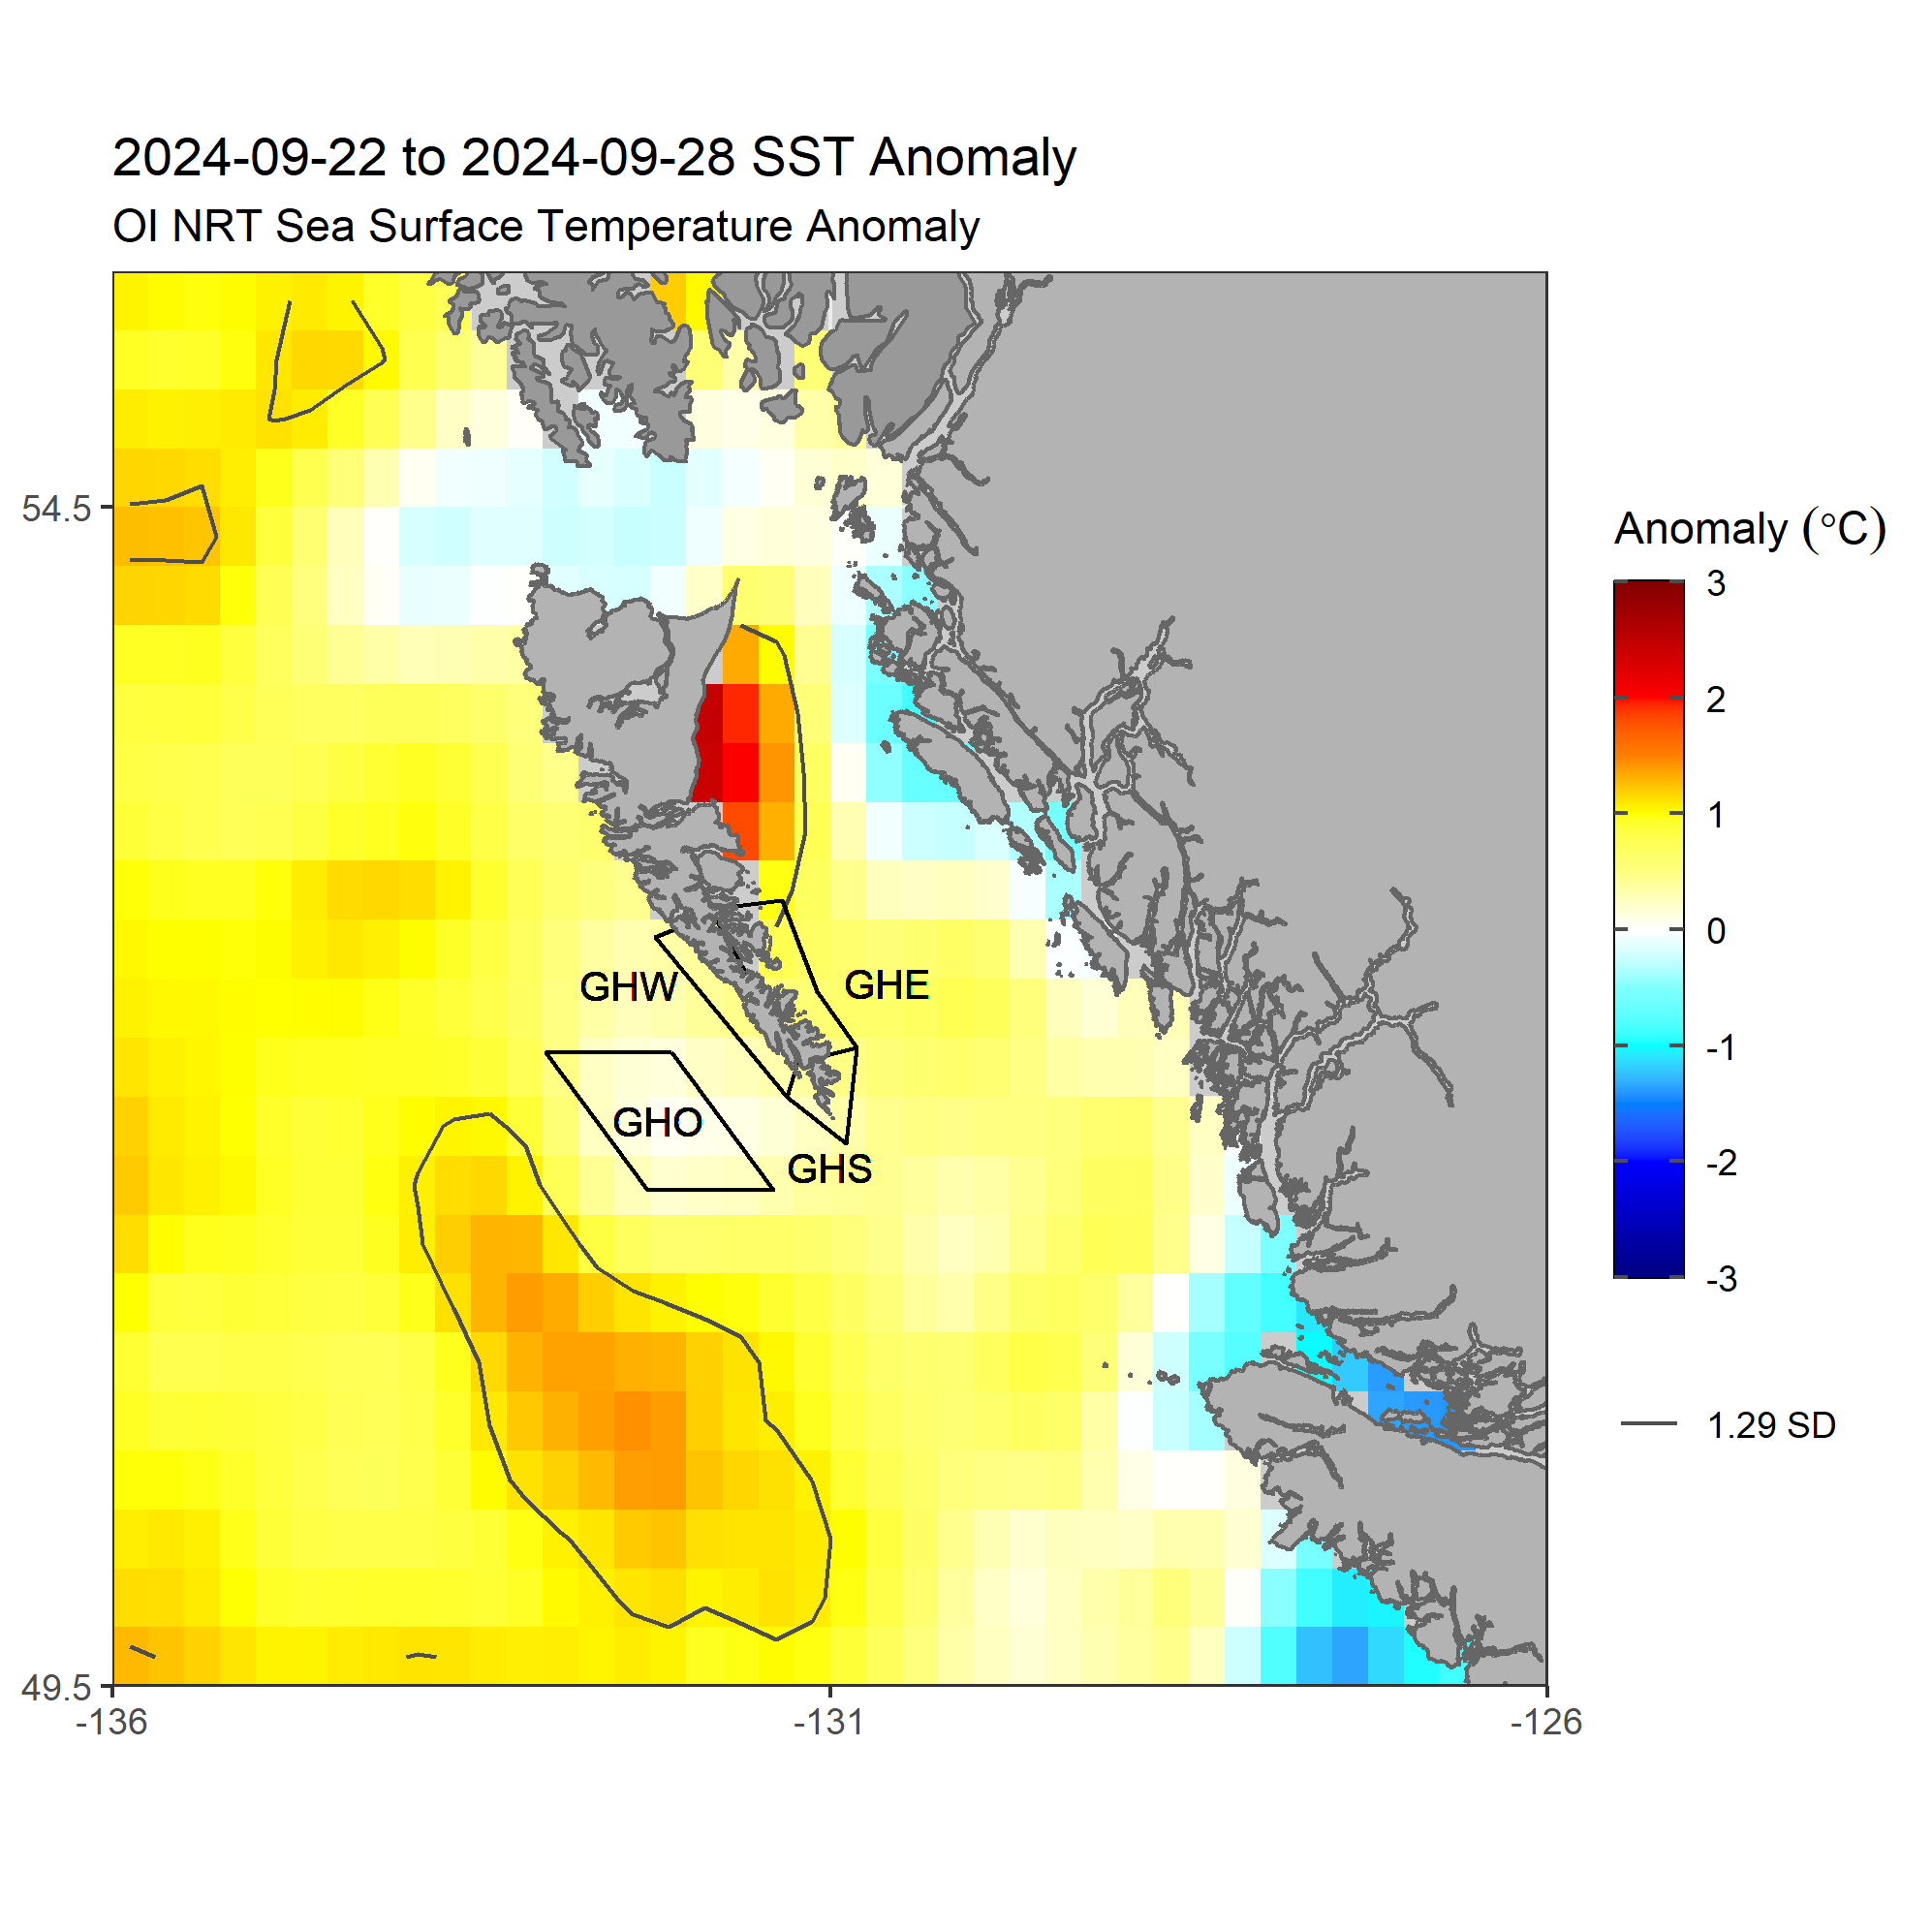 2024-09-22 to 2024-09-28 SST Anomaly
OI NRT Sea Surface Temperature Anomaly
54.5
49.5
-136
-131
-126
GHW
GHE
GHO
GHS
Anomaly (°C)
3
2
1
0
-1
-2
-3
1.29 SD